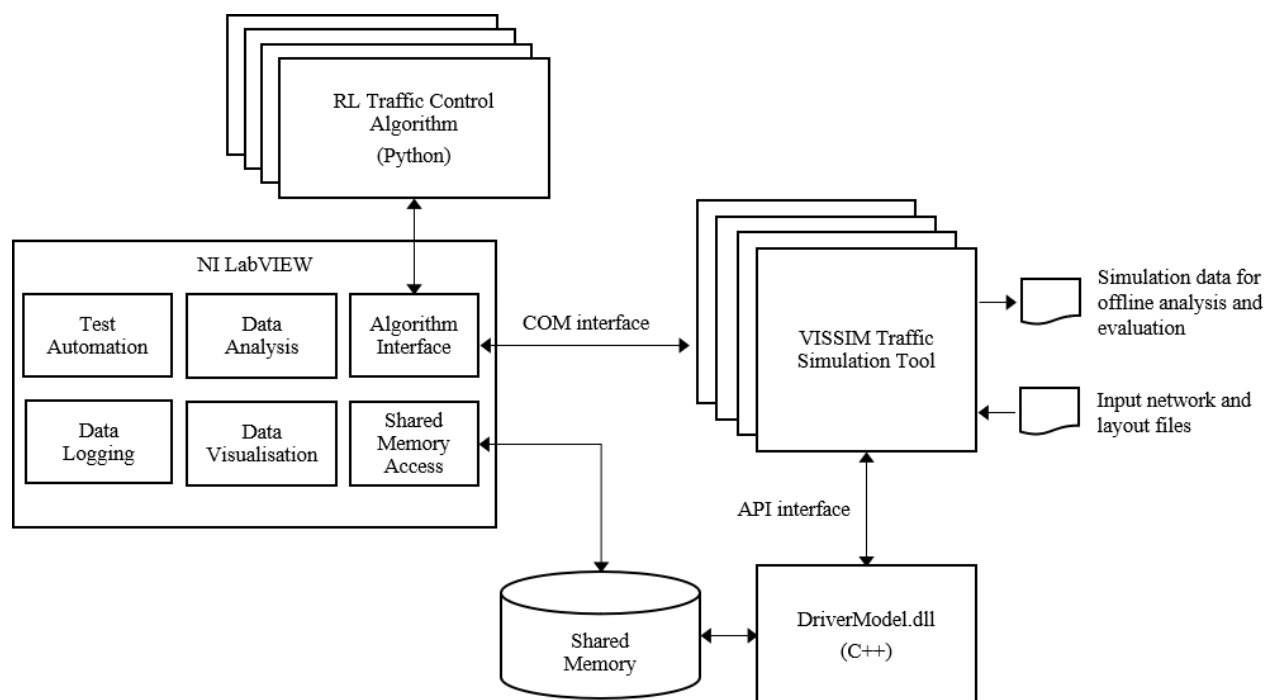 RL Traffic Control
Algorithm
(Python)
NI LabVIEW
Test
Automation
Data
Analysis
Algorithm
Interface
Data
Logging
Data
Visualisation
Shared
Memory
Access
COM interface
VISSIM Traffic
Simulation Tool
Simulation data for
offline analysis and
evaluation
Input network and
layout files
API interface
Shared
Memory
DriverModel.dll
(C++)